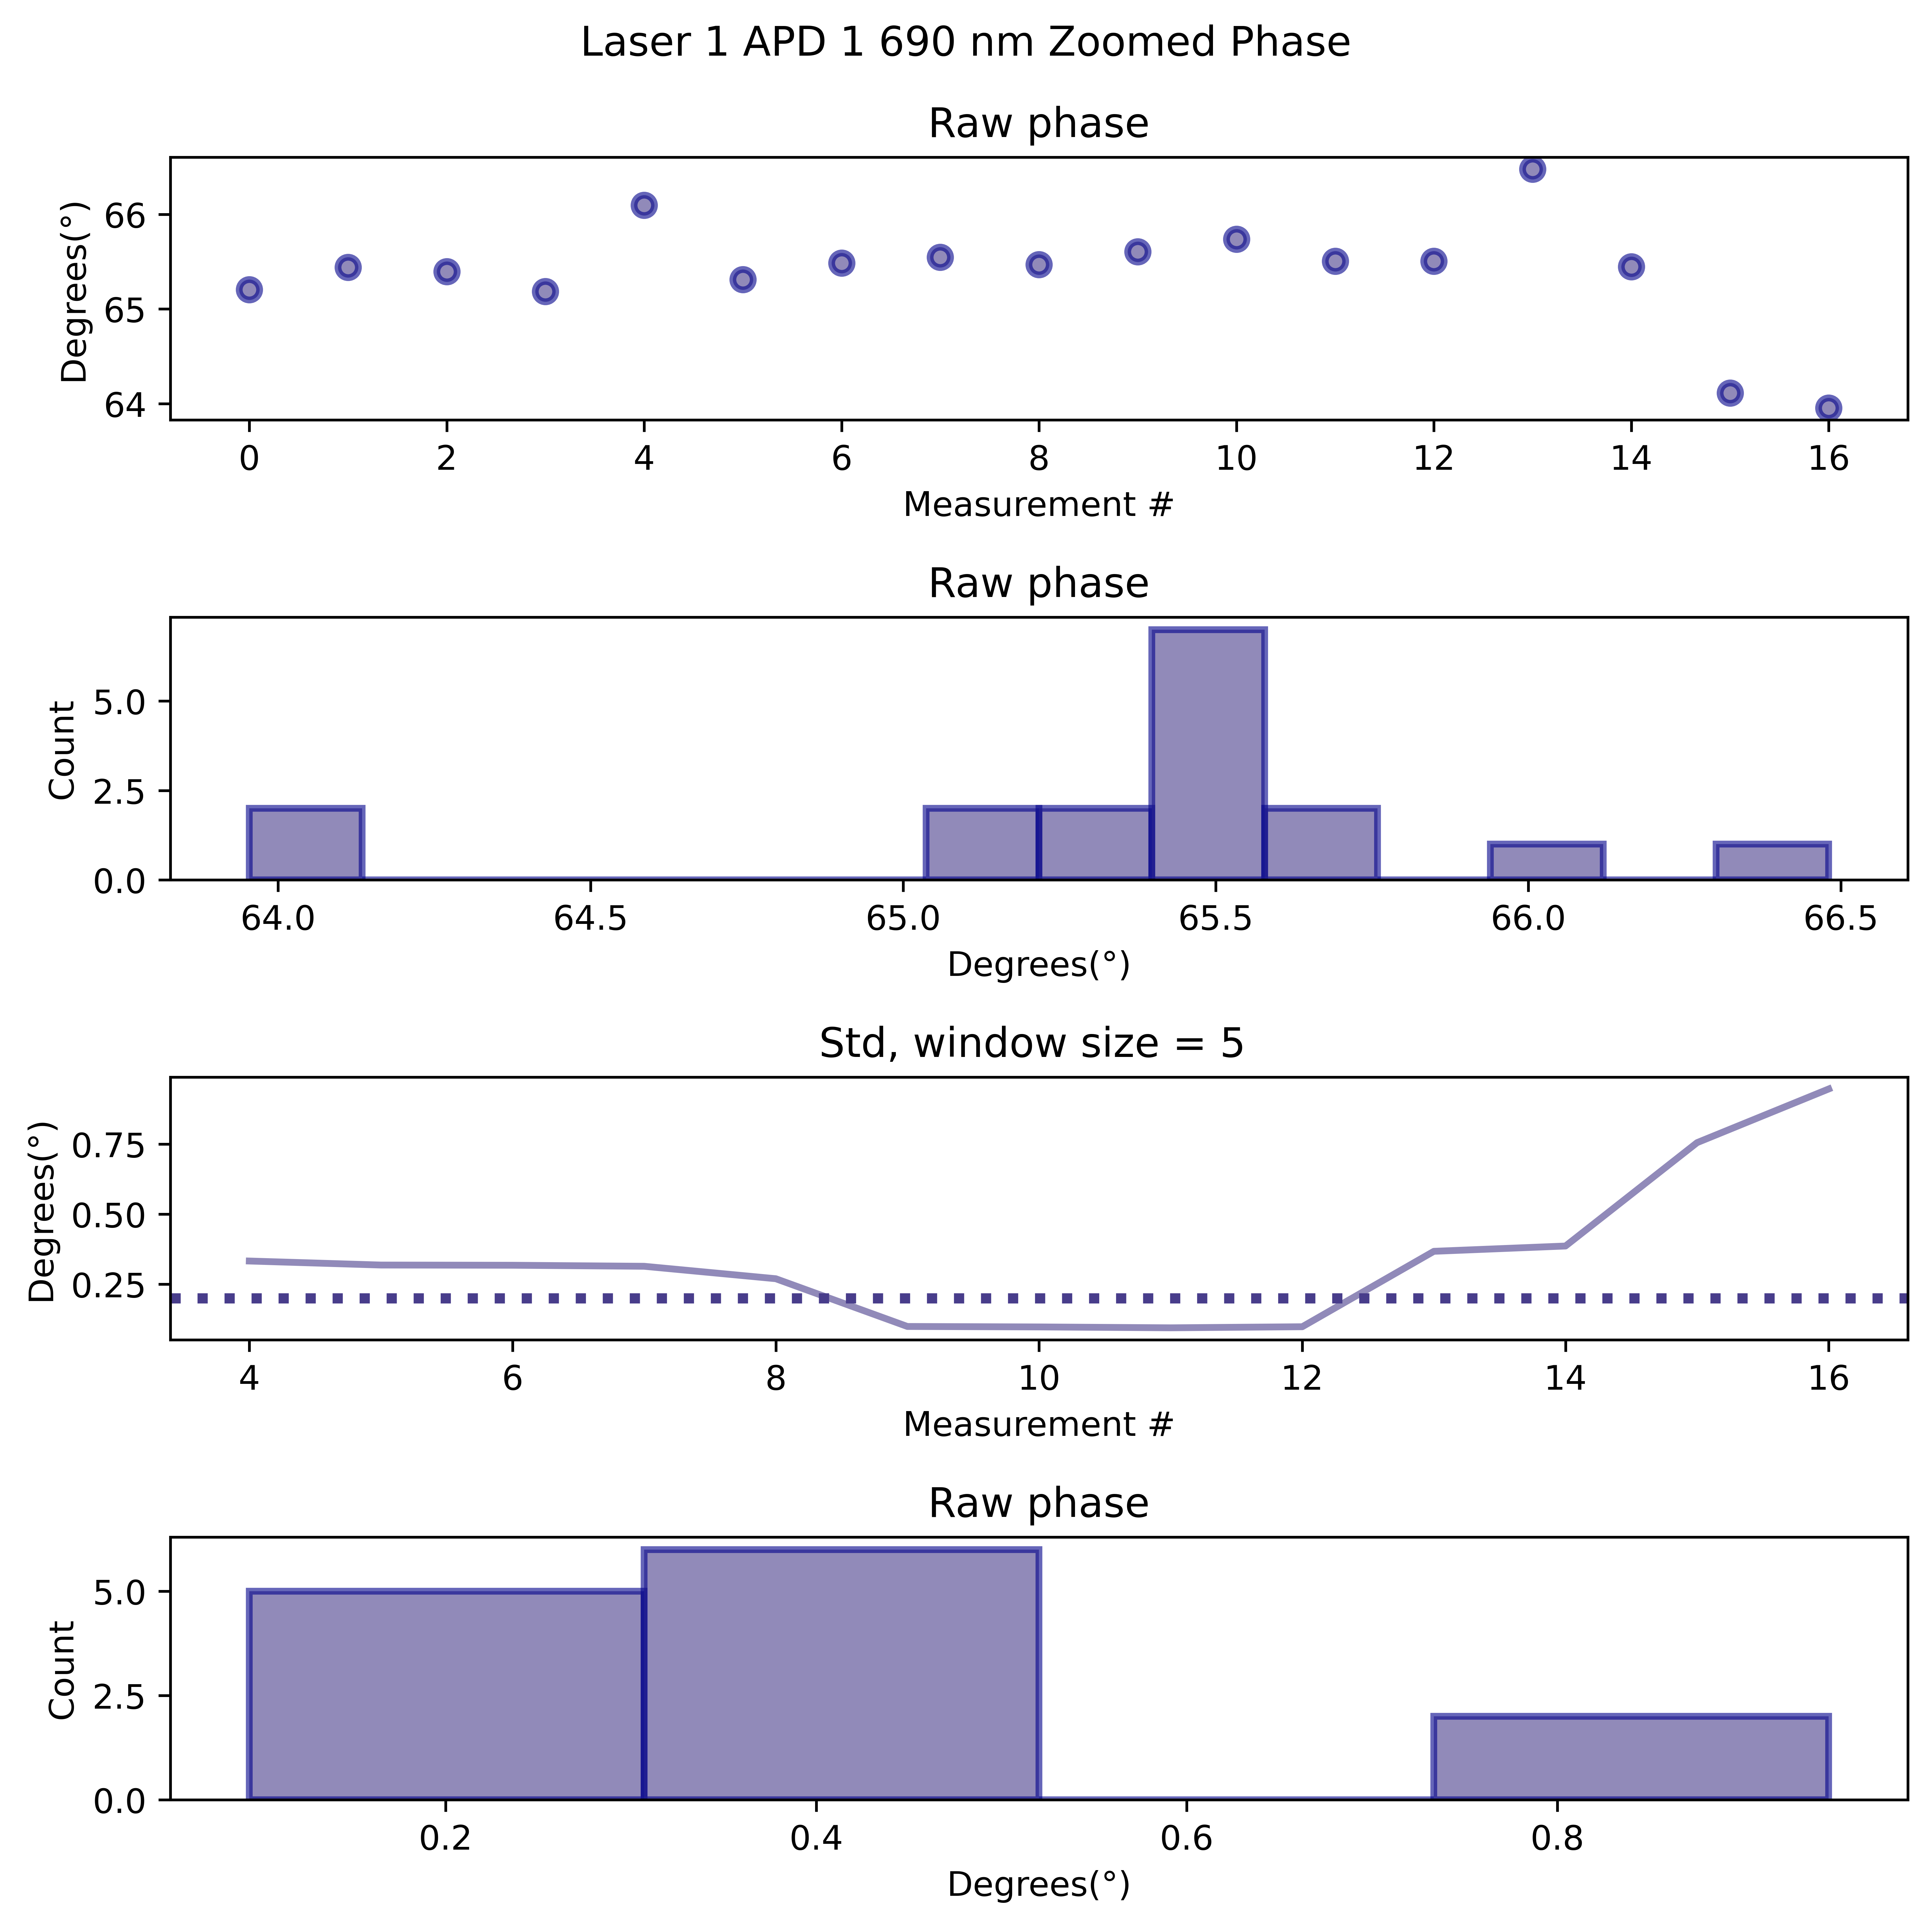 Laser 1 APD 1 690 nm Zoomed Phase
Raw phase
Degrees(°)
66
65
64
0 2 4 6 8 10 12 14 16
Measurement #
Raw phase
Count
5.0
2.5
0.0
64.0 64.5 65.0 65.5 66.0 66.5
Degrees(°)
Std, window size = 5
Degrees(°)
0.75
0.50
0.25
4 6 8 10 12 14 16
Measurement #
Raw phase
Count
5.0
2.5
0.0
0.2 0.4 0.6 0.8
Degrees(°)